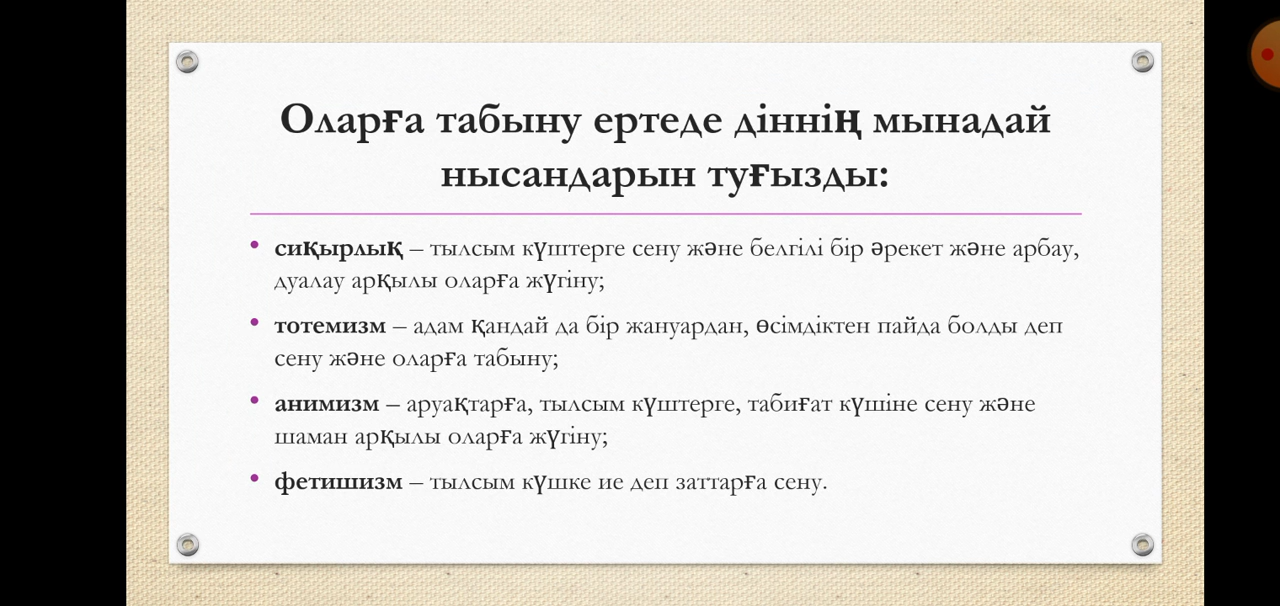 Оларға табыну ертеде діннің мынадай
нысандарын туғызды:
• сиқырлық – тылсым күштерге сену және белгілі бір әрекет және арбау,
дуалау арқылы оларға жүгіну;
• тотемизм – адам қандай да бір жануардан, өсімдіктен пайда болды деп
сену және оларға табыну;
• анимизм – аруақтарға, тылсым күштерге, табиғат күшіне сену және
шаман арқылы оларға жүгіну;
• фетишизм – тылсым күшке ие деп заттарға сену.